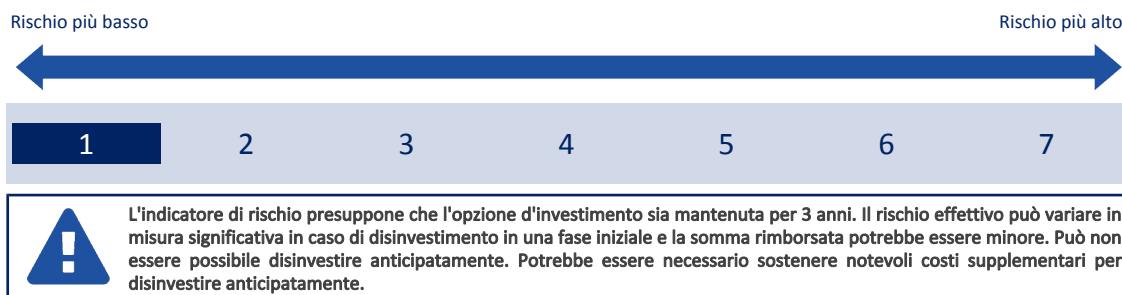 Rischio più basso Rischio più alto
1 2 3 4 5 6 7
L'indicatore di rischio presuppone che l'opzione d'investimento sia mantenuta per 3 anni. Il rischio effettivo può variare in
misura significativa in caso di disinvestimento in una fase iniziale e la somma rimborsata potrebbe essere minore. Può non
essere possibile disinvestire anticipatamente. Potrebbe essere necessario sostenere notevoli costi supplementari per
disinvestire anticipatamente.